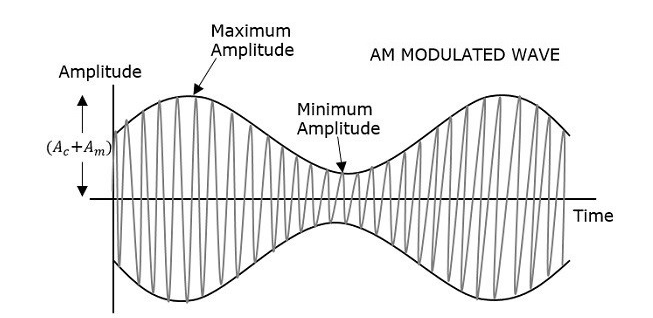 Maximum
Amplitude
AM MODULATED WAVE
Amplitude
Minimum
Amplitude
(A_c+A_m)
Time